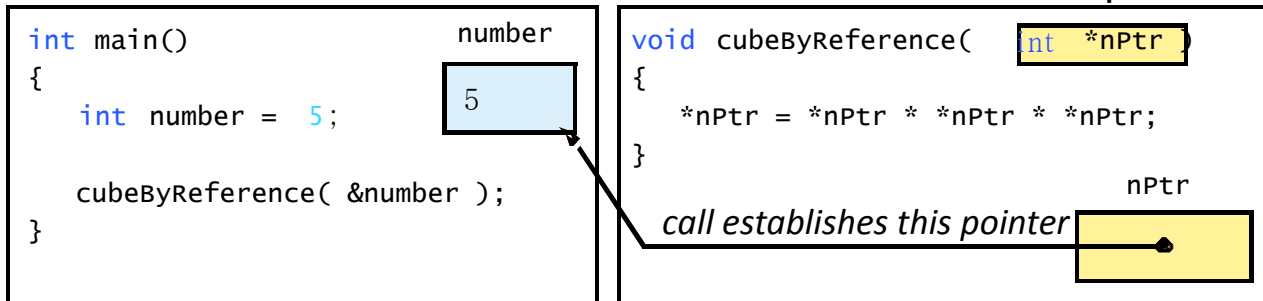 int main()
number
{
5
int number = 5;
cubeByReference( &number );
}
void cubeByReference( int *nPtr )
{
*nPtr = *nPtr * *nPtr * *nPtr;
}
nPtr
call establishes this pointer